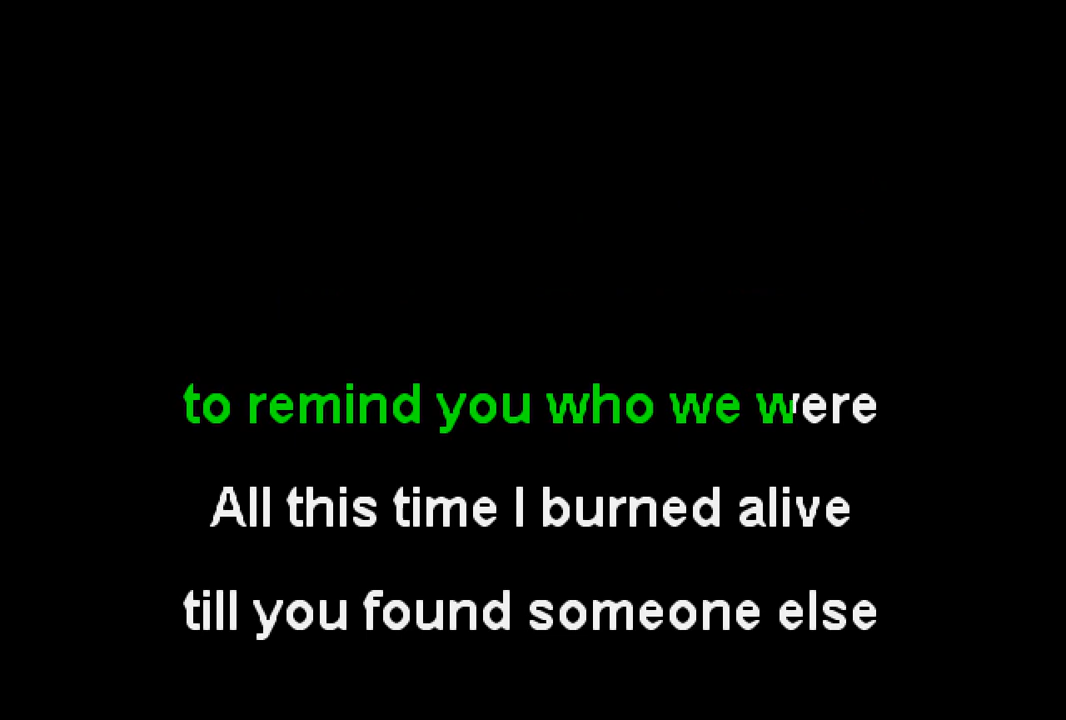 to remind you who we were
All this time I burned alive
till you found someone else